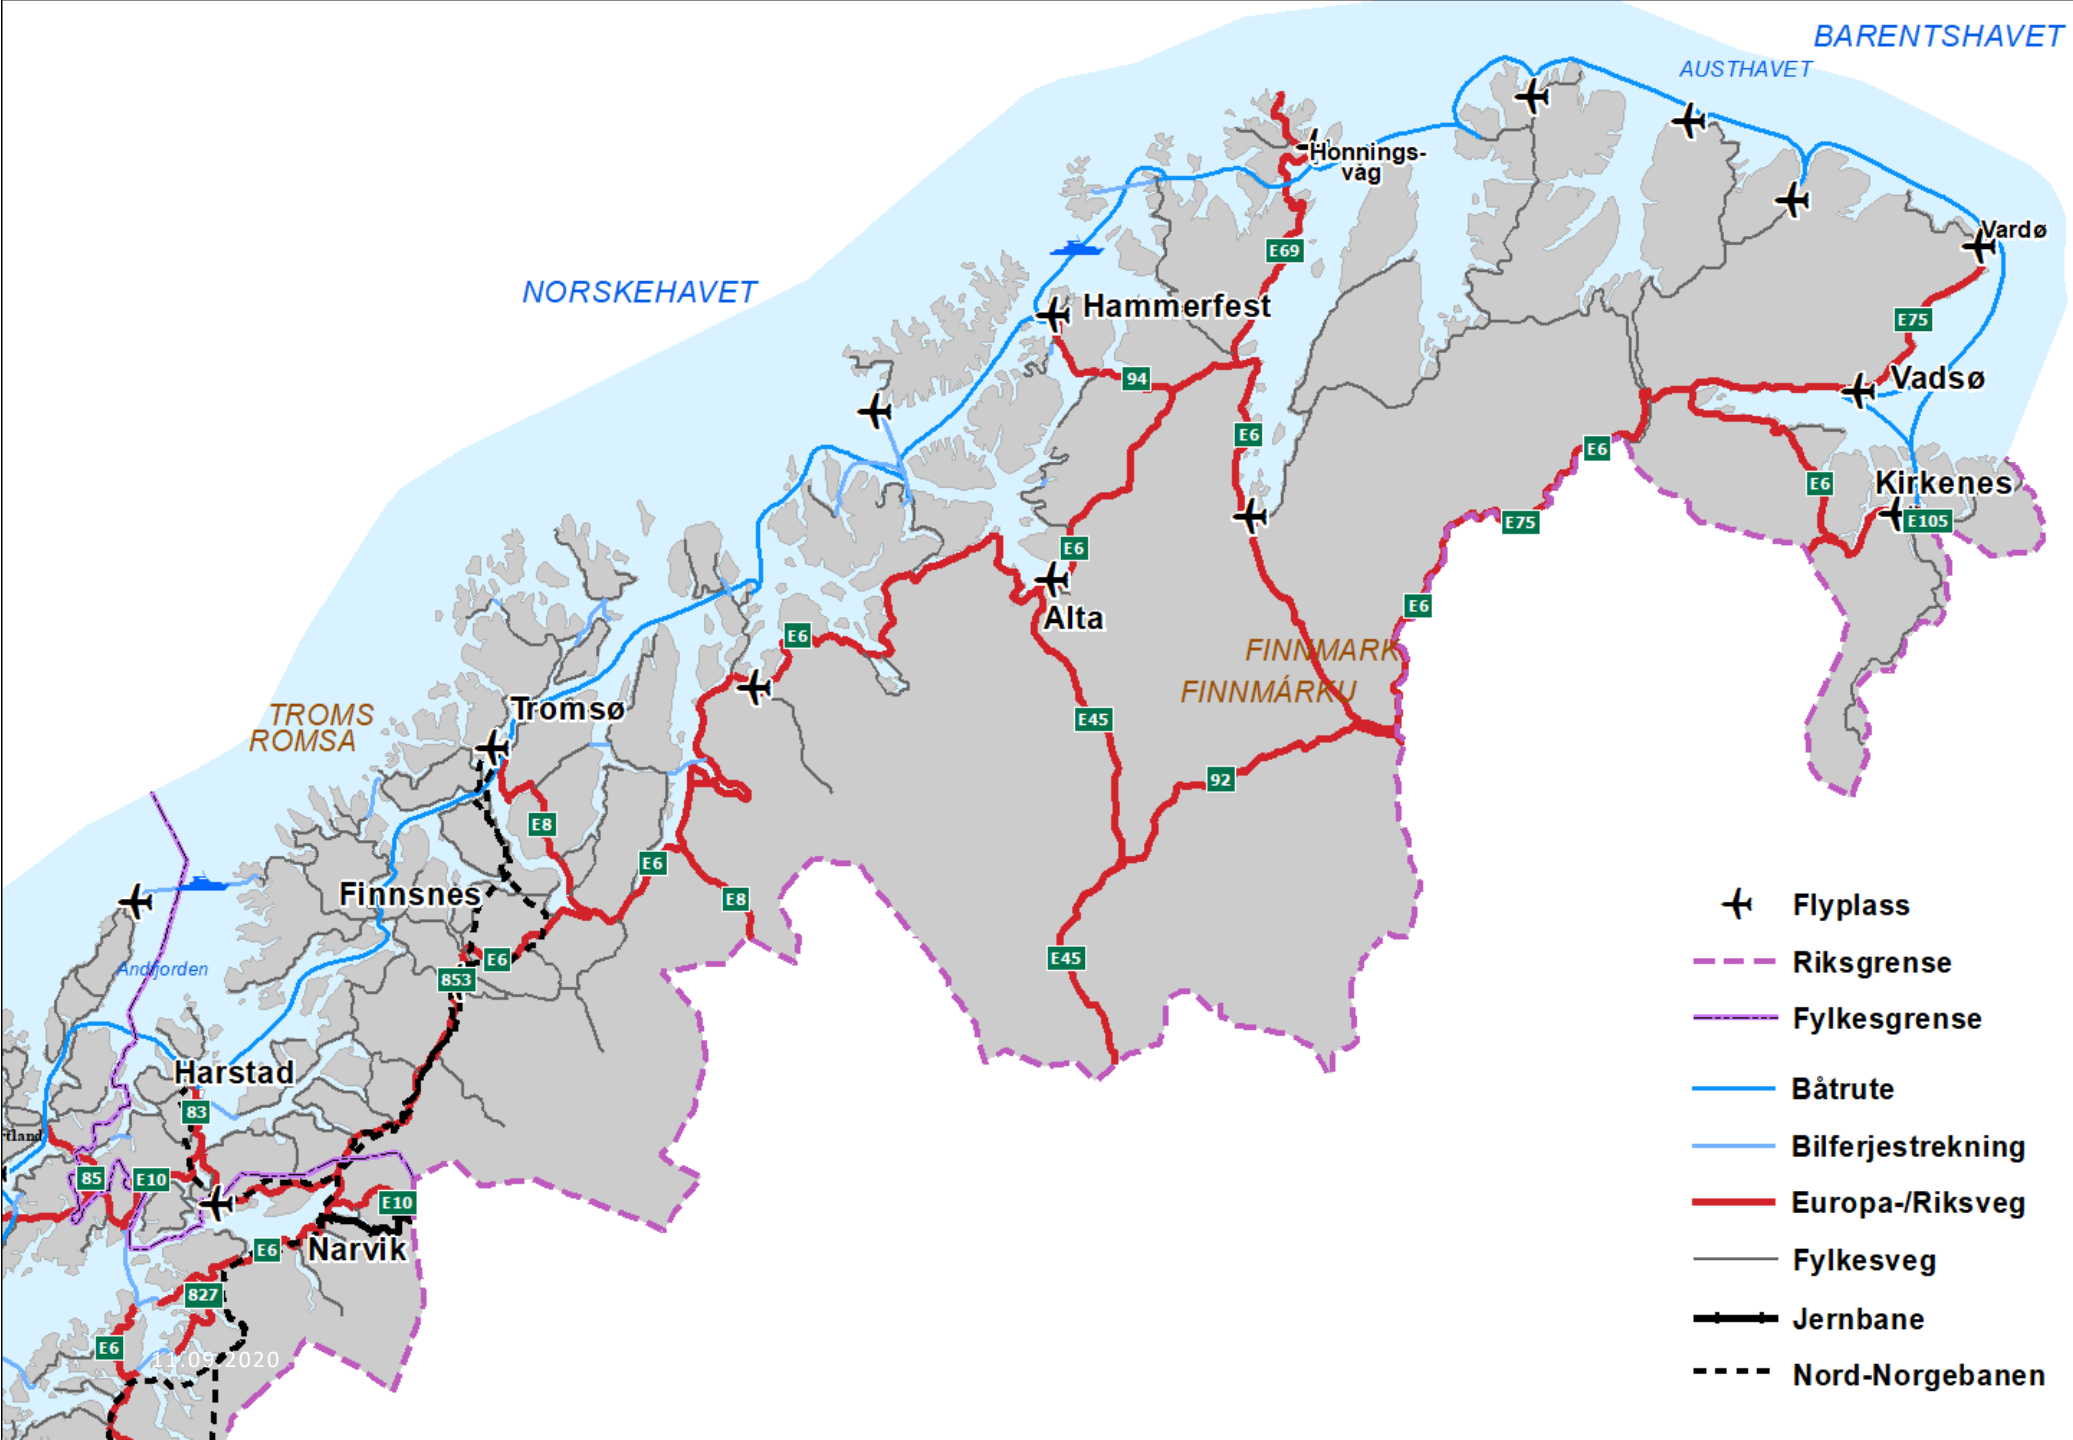 BARENTSHAVET
AUSTHAVET
Honnings-
våg
Vardø
E69
NORSKEHAVET
Hammerfest
E75
94
Vadsø
E6
E6
Kirkenes
E6
E105
E75
E6
Alta
E6
E6
FINNMARK
FINNMÁRKU
TROMS
ROMSA
Tromsø
E45
92
E8
E6
Finnsnes
E8
Flyplass
Andfjorden
E6
E45
Riksgrense
853
Fylkesgrense
Harstad
Båtrute
83
rtland
Bilferjestrekning
85
E10
E10
Europa-/Riksveg
E6
Narvik
Fylkesveg
827
Jernbane
E6
11.09.2020
Nord-Norgebanen